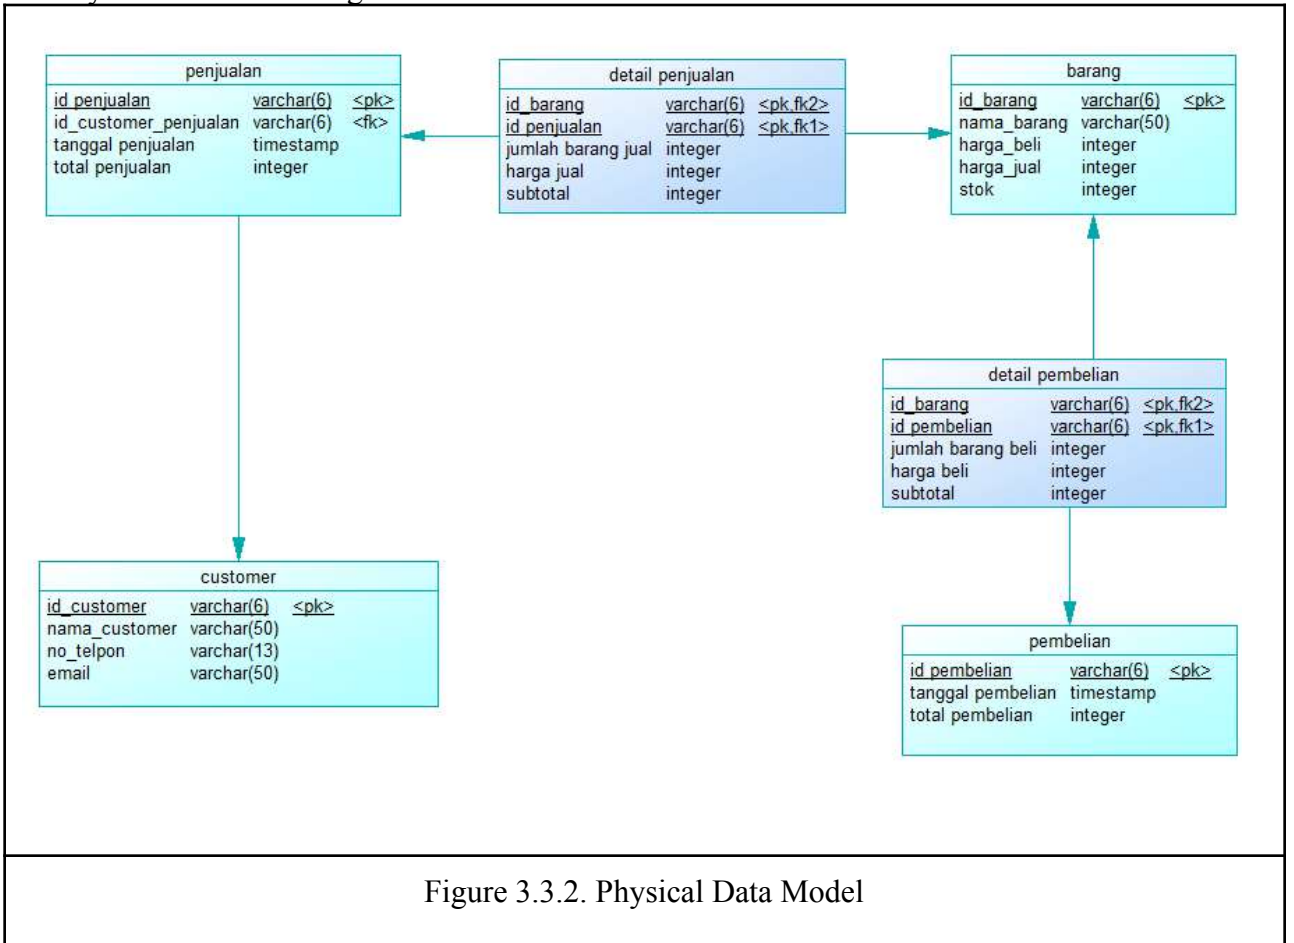 penjualan
id penjualan varchar(6) <pk>
id_customer_penjualan varchar(6) <fk>
tanggal penjualan timestamp
total penjualan integer
detail penjualan
id_barang varchar(6) <pk,fk2>
id penjualan varchar(6) <pk,fk1>
jumlah barang jual integer
harga jual integer
subtotal integer
barang
id_barang varchar(6) <pk>
nama_barang varchar(50)
harga_beli integer
harga_jual integer
stok integer
detail pembelian
id_barang varchar(6) <pk,fk2>
id pembelian varchar(6) <pk,fk1>
jumlah barang beli integer
harga beli integer
subtotal integer
customer
id_customer varchar(6) <pk>
nama_customer varchar(50)
no_telpon varchar(13)
email varchar(50)
pembelian
id pembelian varchar(6) <pk>
tanggal pembelian timestamp
total pembelian integer
Figure 3.3.2. Physical Data Model